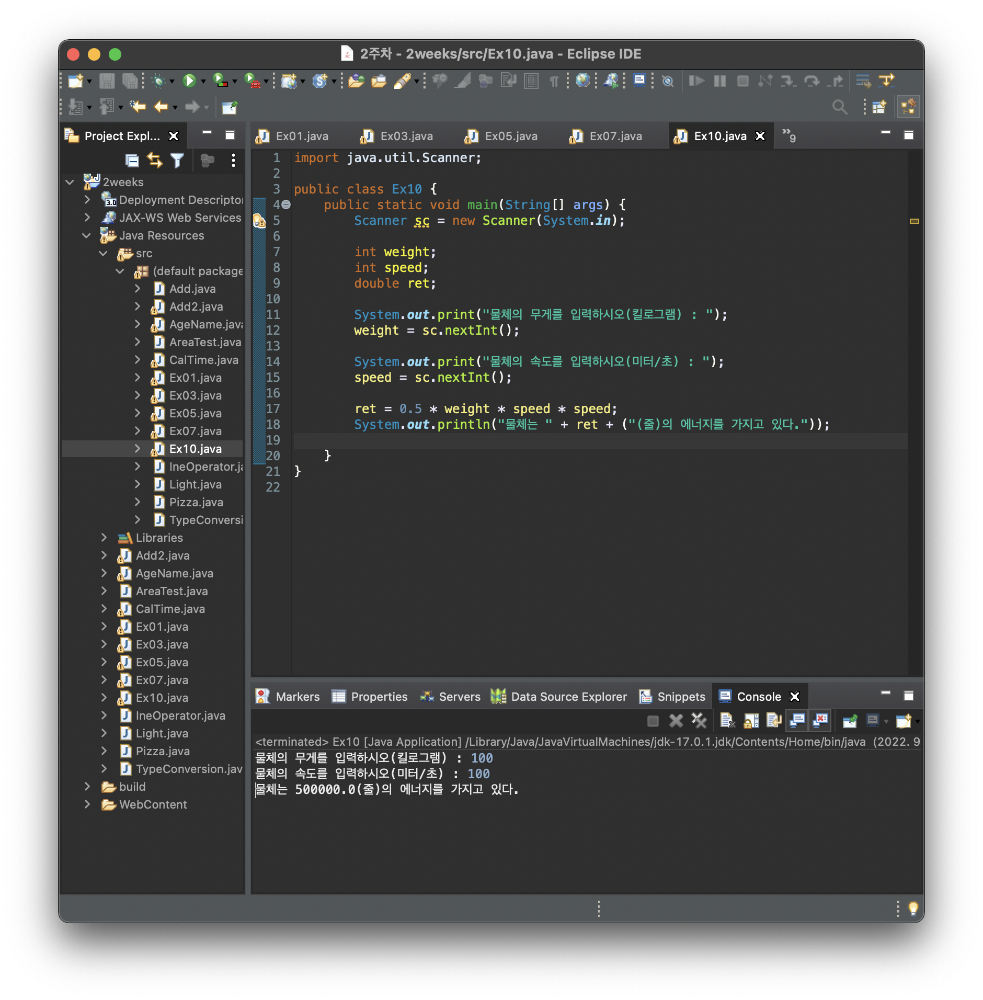 2주차 - 2weeks/src/Ex10.java - Eclipse IDE
Project Expl...
2weeks
3.0 Deployment Descriptor
JAX-WS Web Services
Java Resources
src
(default package
Add.java
Add2.java
AgeName.java
AreaTest.java
CalTime.java
Ex01.java
Ex03.java
Ex05.java
Ex07.java
Ex10.java
IneOperator.ja
Light.java
Pizza.java
TypeConversi
Libraries
Add2.java
AgeName.java
AreaTest.java
CalTime.java
Ex01.java
Ex03.java
Ex05.java
Ex07.java
Ex10.java
IneOperator.java
Light.java
Pizza.java
TypeConversion.jav
build
WebContent
Ex01.java Ex03.java Ex05.java Ex07.java Ex10.java »9
1 import java.util.Scanner;
2
3 public class Ex10 {
4 public static void main(String[] args) {
5 Scanner sc = new Scanner(System.in);
6
7 int weight;
8 int speed;
9 double ret;
10
11 System.out.print("물체의 무게를 입력하시오(킬로그램) : ");
12 weight = sc.nextInt();
13
14 System.out.print("물체의 속도를 입력하시오(미터/초) : ");
15 speed = sc.nextInt();
16
17 ret = 0.5 * weight * speed * speed;
18 System.out.println("물체는 " + ret + ("(줄)의 에너지를 가지고 있다."));
19
20 }
21 }
22
Markers Properties Servers Data Source Explorer Snippets Console
<terminated> Ex10 [Java Application] /Library/Java/JavaVirtualMachines/jdk-17.0.1.jdk/Contents/Home/bin/java (2022. 9
물체의 무게를 입력하시오(킬로그램) : 100
물체의 속도를 입력하시오(미터/초) : 100
물체는 500000.0(줄)의 에너지를 가지고 있다.